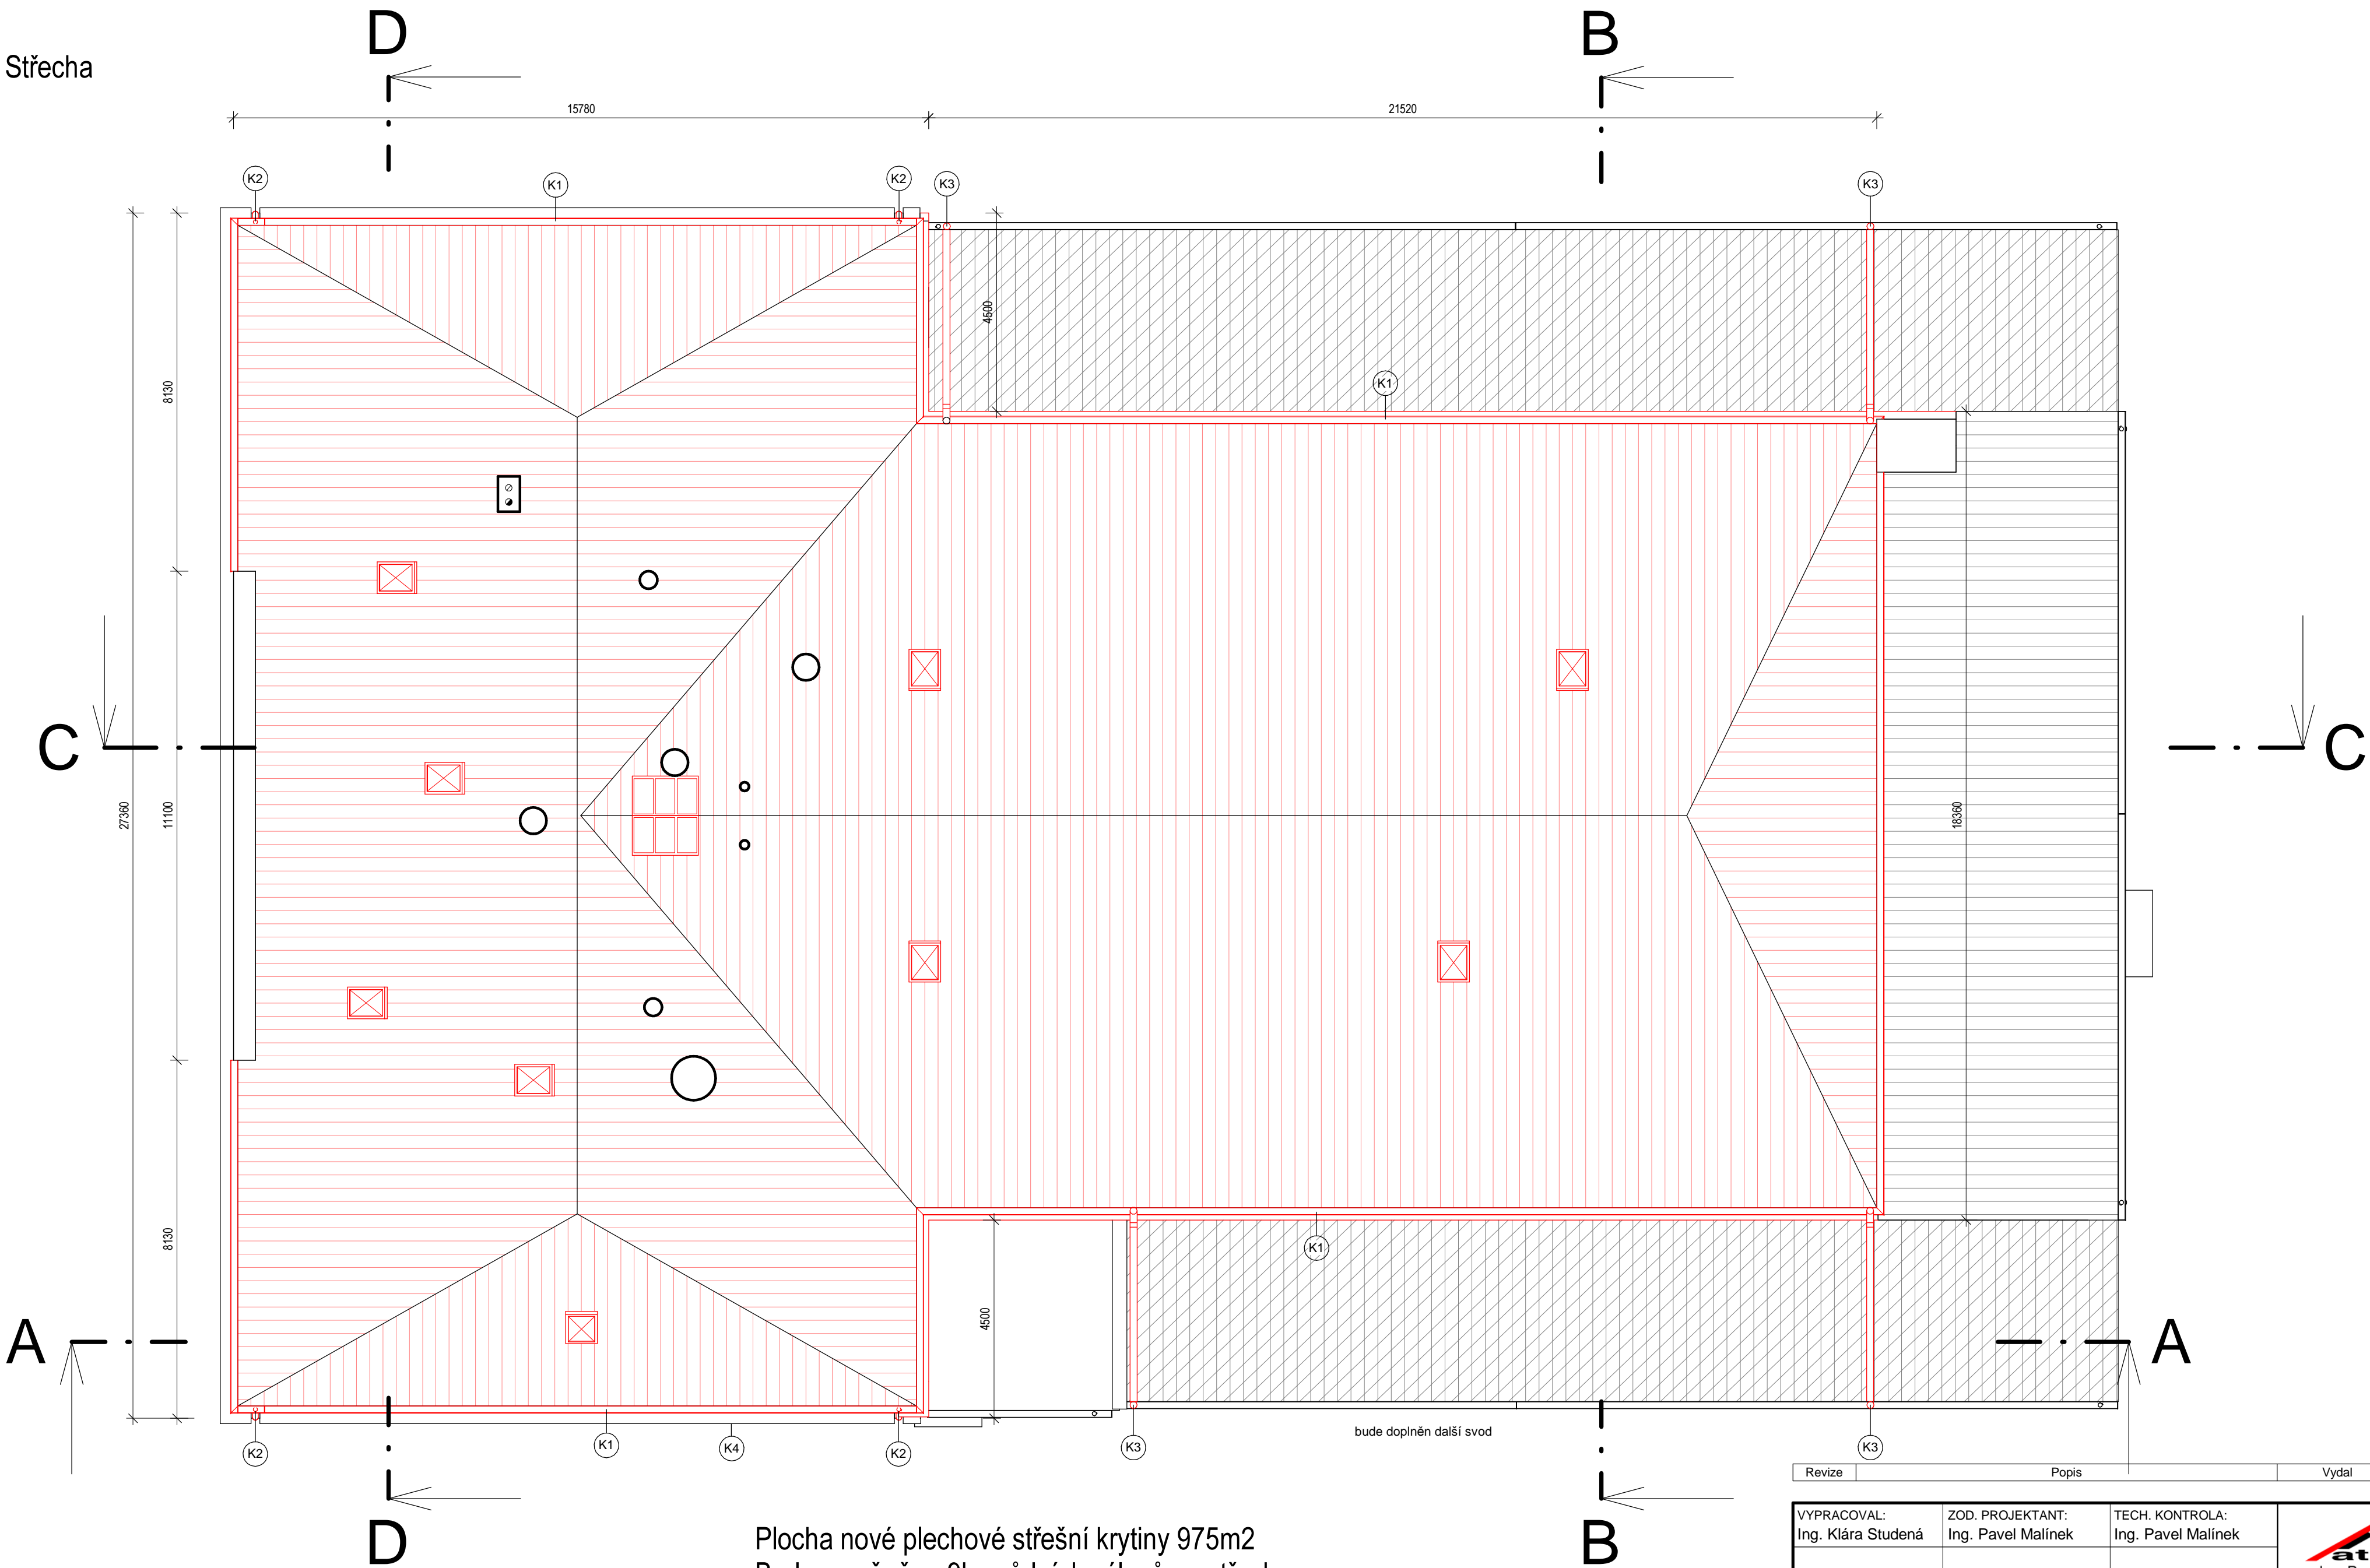 D
B
Střecha
15780
21520
K2
K1
K2
K3
K3
4500
8130
K1
C
C
27360
11100
18360
8130
K1
4500
A
A
K2
K1
K4
K2
K3
K3
bude doplněn další svod
D
B
Revize Popis Vydal
VYPRACOVAL: ZOD. PROJEKTANT: TECH. KONTROLA:
Ing. Klára Studená Ing. Pavel Malínek Ing. Pavel Malínek
Plocha nové plechové střešní krytiny 975m2